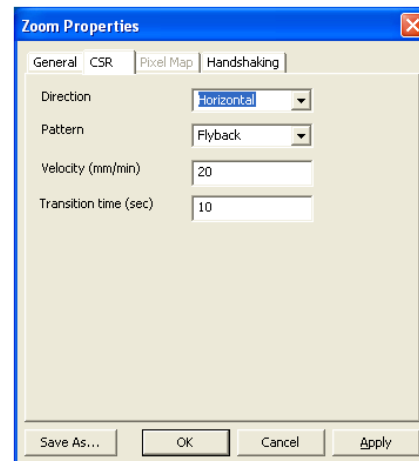 Zoom Properties
General CSR Pixel Map Handshaking
Direction Horizontal
Pattern Flyback
Velocity (mm/min) 20
Transition time (sec) 10
Save As... OK Cancel Apply